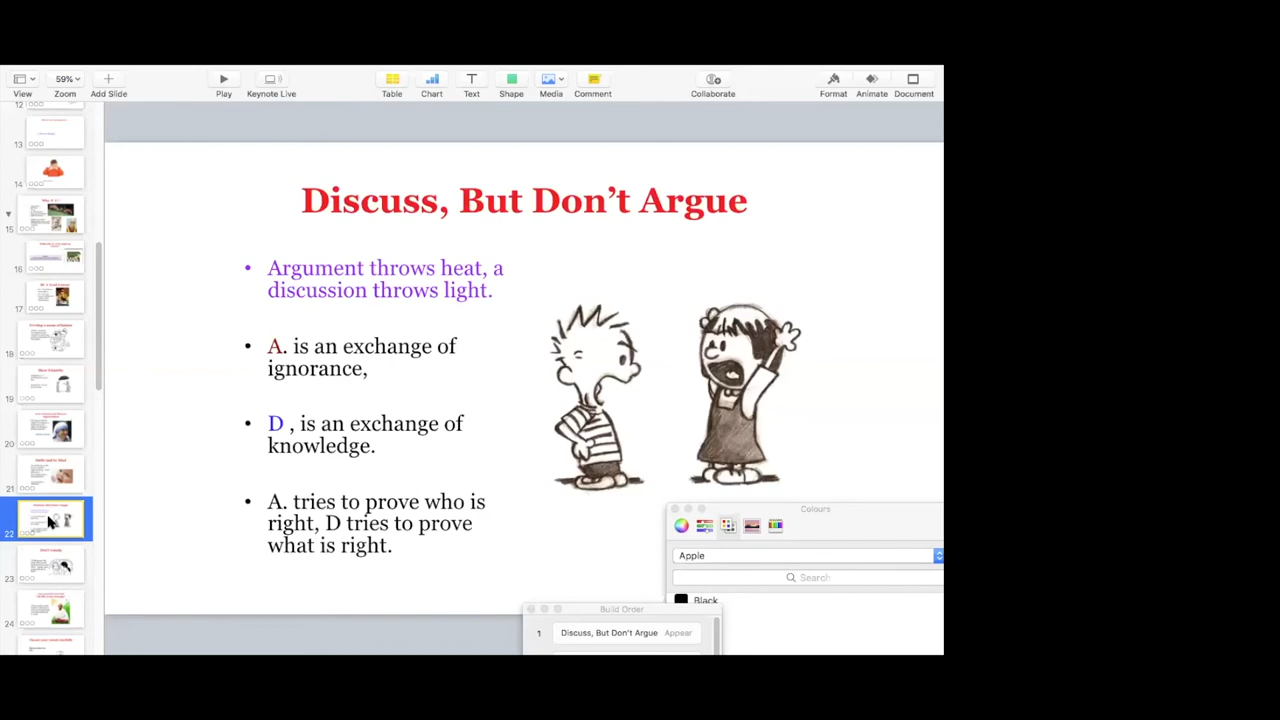 View
59%
Zoom
Add Slide
Play
Keynote Live
Table
Chart
Text
Shape
Media
Comment
Collaborate
Format
Animate
Document
12
13
14
15
16
17
18
19
20
21
22
23
24
Discuss, But Don’t Argue
• Argument throws heat, a
discussion throws light.
• A. is an exchange of
ignorance,
• D , is an exchange of
knowledge.
• A. tries to prove who is
right, D tries to prove
what is right.
Colours
Apple
Search
Black
Build Order
1 Discuss, But Don't Argue Appear